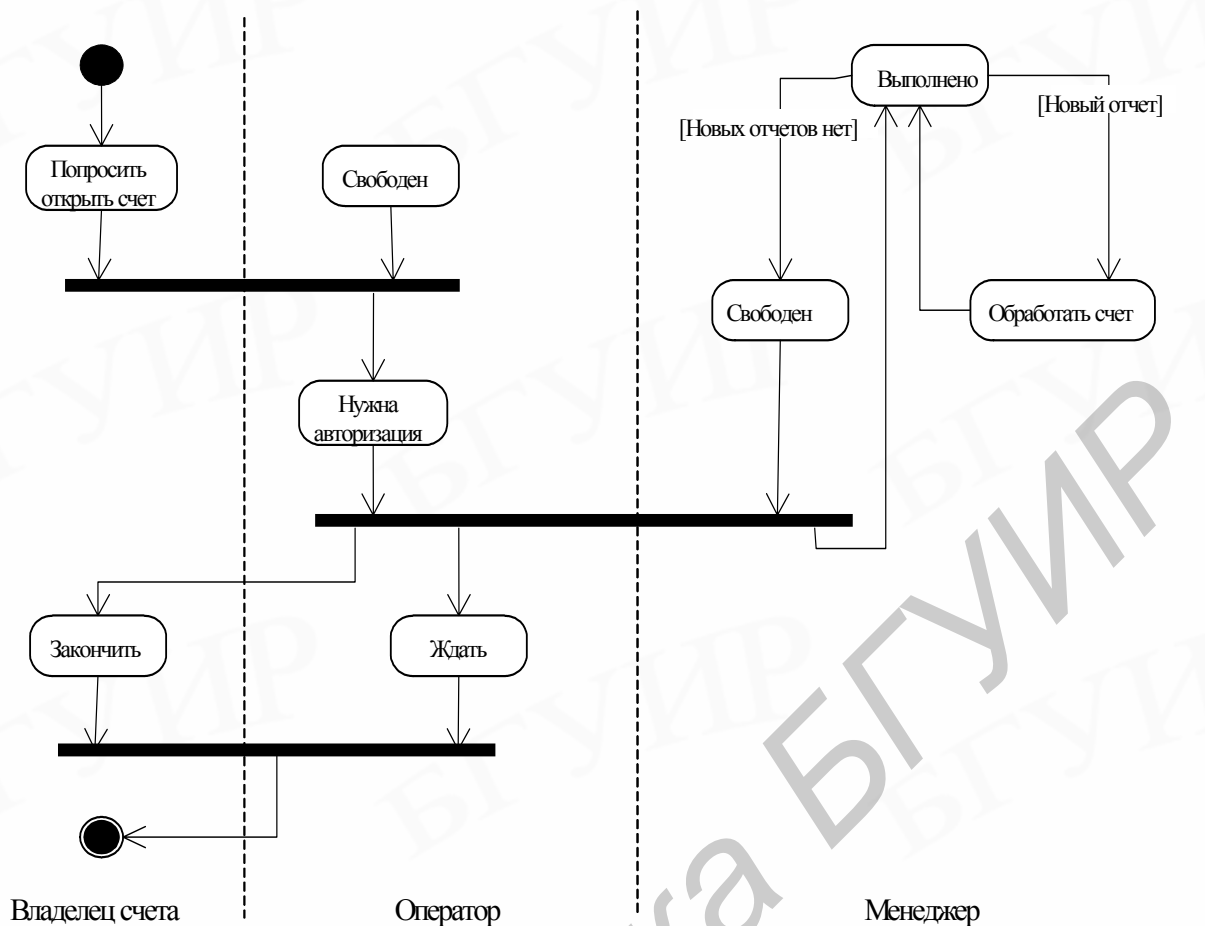 Выполнено
[Новый отчет]
[Новых отчетов нет]
Попросить
открыть счет
Свободен
Свободен
Обработать счет
Нужна
авторизация
Закончить
Ждать
Владелец счета
Оператор
Менеджер
БГУИР